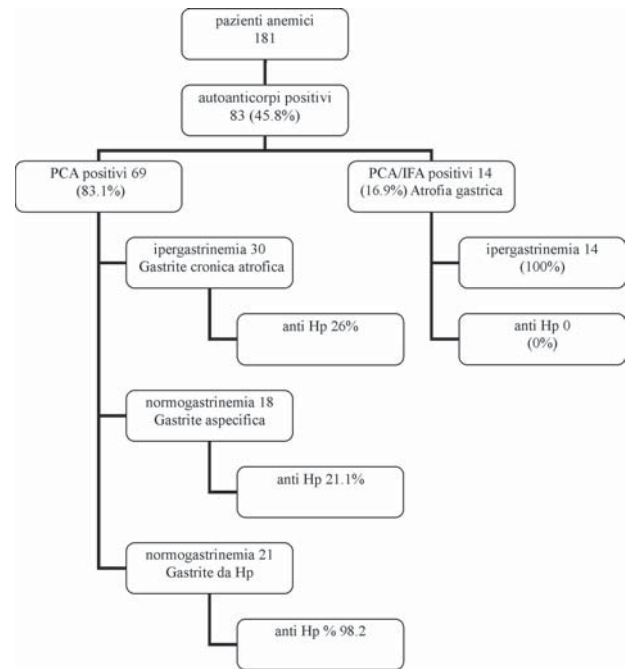 pazienti anemici
181
autoanticorpi positivi
83 (45.8%)
PCA positivi 69
(83.1%)
PCA/IFA positivi 14
(16.9%) Atrofia gastrica
ipergastrinemia 30
Gastrite cronica atrofica
ipergastrinemia 14
(100%)
anti Hp 26%
anti Hp 0
(0%)
normogastrinemia 18
Gastrite aspecifica
anti Hp 21.1%
normogastrinemia 21
Gastrite da Hp
anti Hp % 98.2